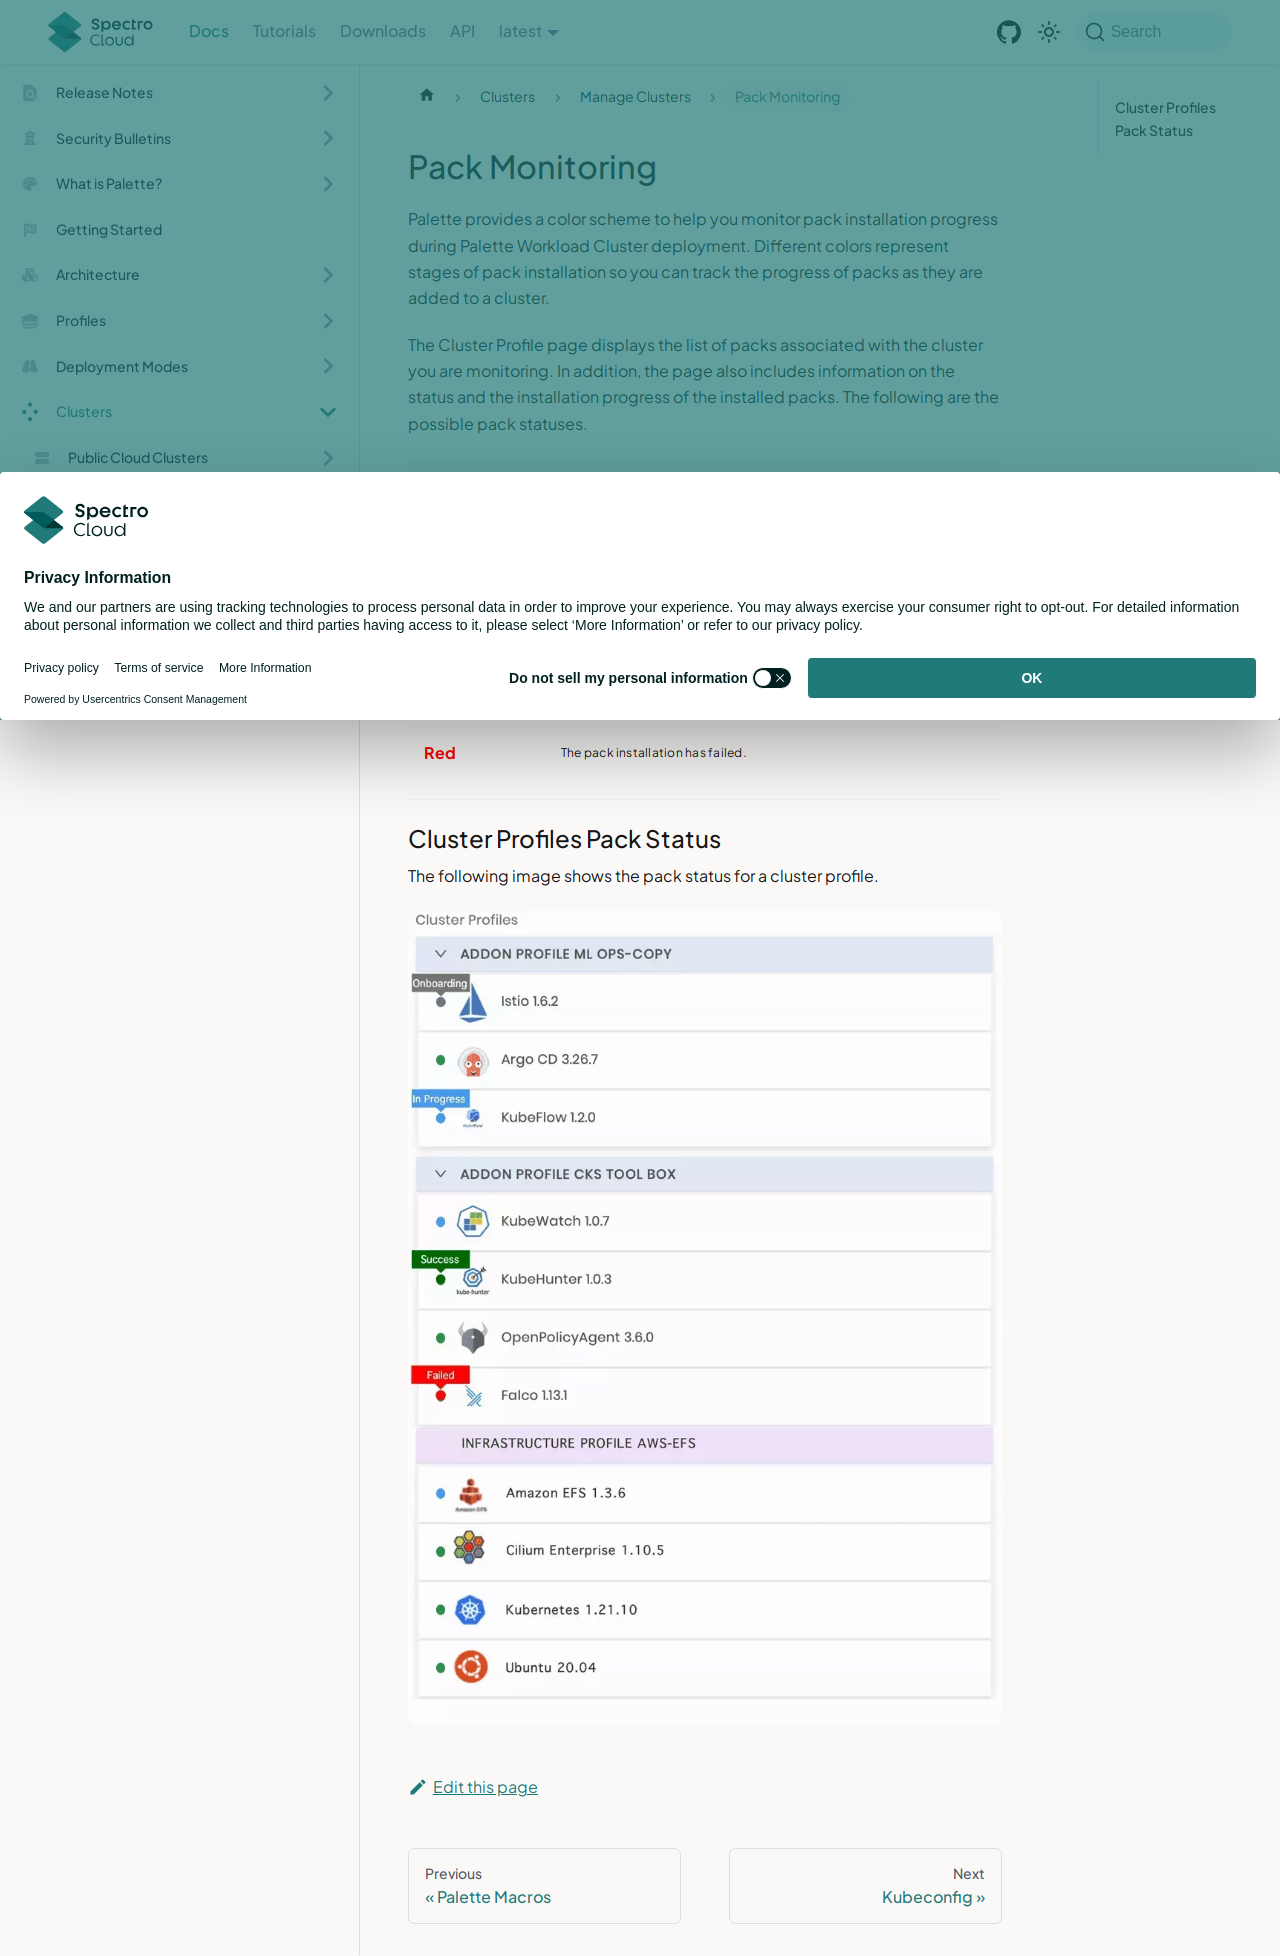 Spectro
Cloud
Docs
Tutorials
Downloads
API
latest
Search
Release Notes
Security Bulletins
What is Palette?
Getting Started
Architecture
Profiles
Deployment Modes
Clusters
Public Cloud Clusters
Clusters
Manage Clusters
Pack Monitoring
Cluster Profiles
Pack Status
Pack Monitoring
Palette provides a color scheme to help you monitor pack installation progress
during Palette Workload Cluster deployment. Different colors represent
stages of pack installation so you can track the progress of packs as they are
added to a cluster.
The Cluster Profile page displays the list of packs associated with the cluster
you are monitoring. In addition, the page also includes information on the
status and the installation progress of the installed packs. The following are the
possible pack statuses.
Spectro
Cloud
Privacy Information
We and our partners are using tracking technologies to process personal data in order to improve your experience. You may always exercise your consumer right to opt-out. For detailed information
about personal information we collect and third parties having access to it, please select ‘More Information’ or refer to our privacy policy.
Privacy policy
Terms of service
More Information
Powered by Usercentrics Consent Management
Do not sell my personal information
OK
Red
The pack installation has failed.
Cluster Profiles Pack Status
The following image shows the pack status for a cluster profile.
Cluster Profiles
ADDON PROFILE ML OPS-COPY
Onboarding
Istio 1.6.2
Argo CD 3.26.7
In Progress
KubeFlow 1.2.0
ADDON PROFILE CKS TOOL BOX
KubeWatch 1.0.7
Success
kube-hunter
KubeHunter 1.0.3
OpenPolicyAgent 3.6.0
Failed
Falco 1.13.1
INFRASTRUCTURE PROFILE AWS-EFS
Amazon EFS
Amazon EFS 1.3.6
Cilium Enterprise 1.10.5
Kubernetes 1.21.10
Ubuntu 20.04
Edit this page
Previous
« Palette Macros
Next
Kubeconfig »